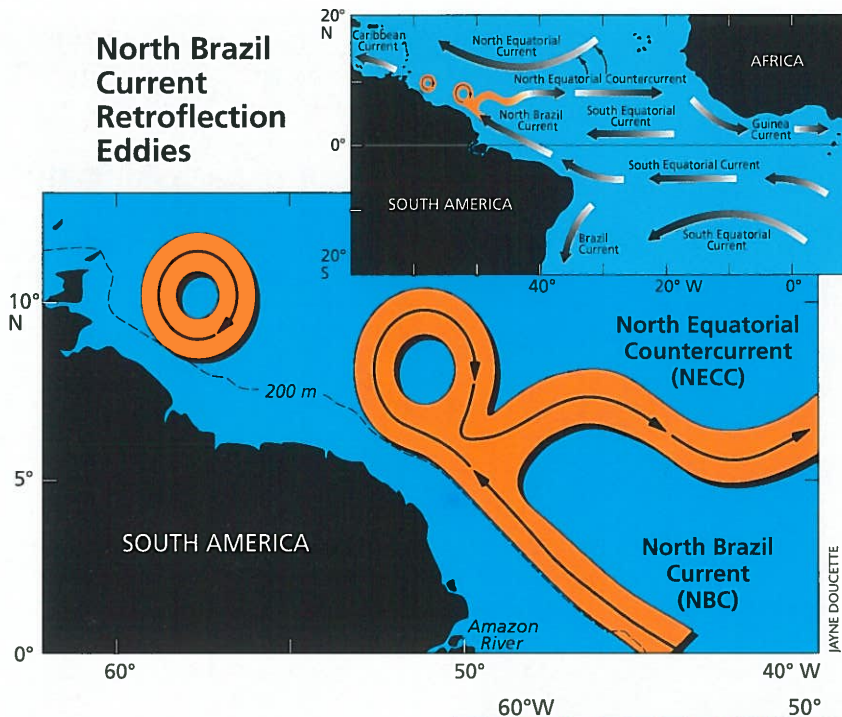 North Brazil
Current
Retroflection
Eddies
20°
N
Caribbean
Current
North Equatorial
Current
AFRICA
North Equatorial Countercurrent
North Brazil
Current
South Equatorial
Current
Guinea
Current
0°
South Equatorial Current
SOUTH AMERICA
Brazil
Current
South Equatorial
Current
20°
S
40°
20° W
0°
10°
N
North Equatorial
Countercurrent
(NECC)
200 m
5°
SOUTH AMERICA
North Brazil
Current
(NBC)
Amazon
River
0°
60°
50°
40° W
JAYNE DOUCETTE
60°W
50°